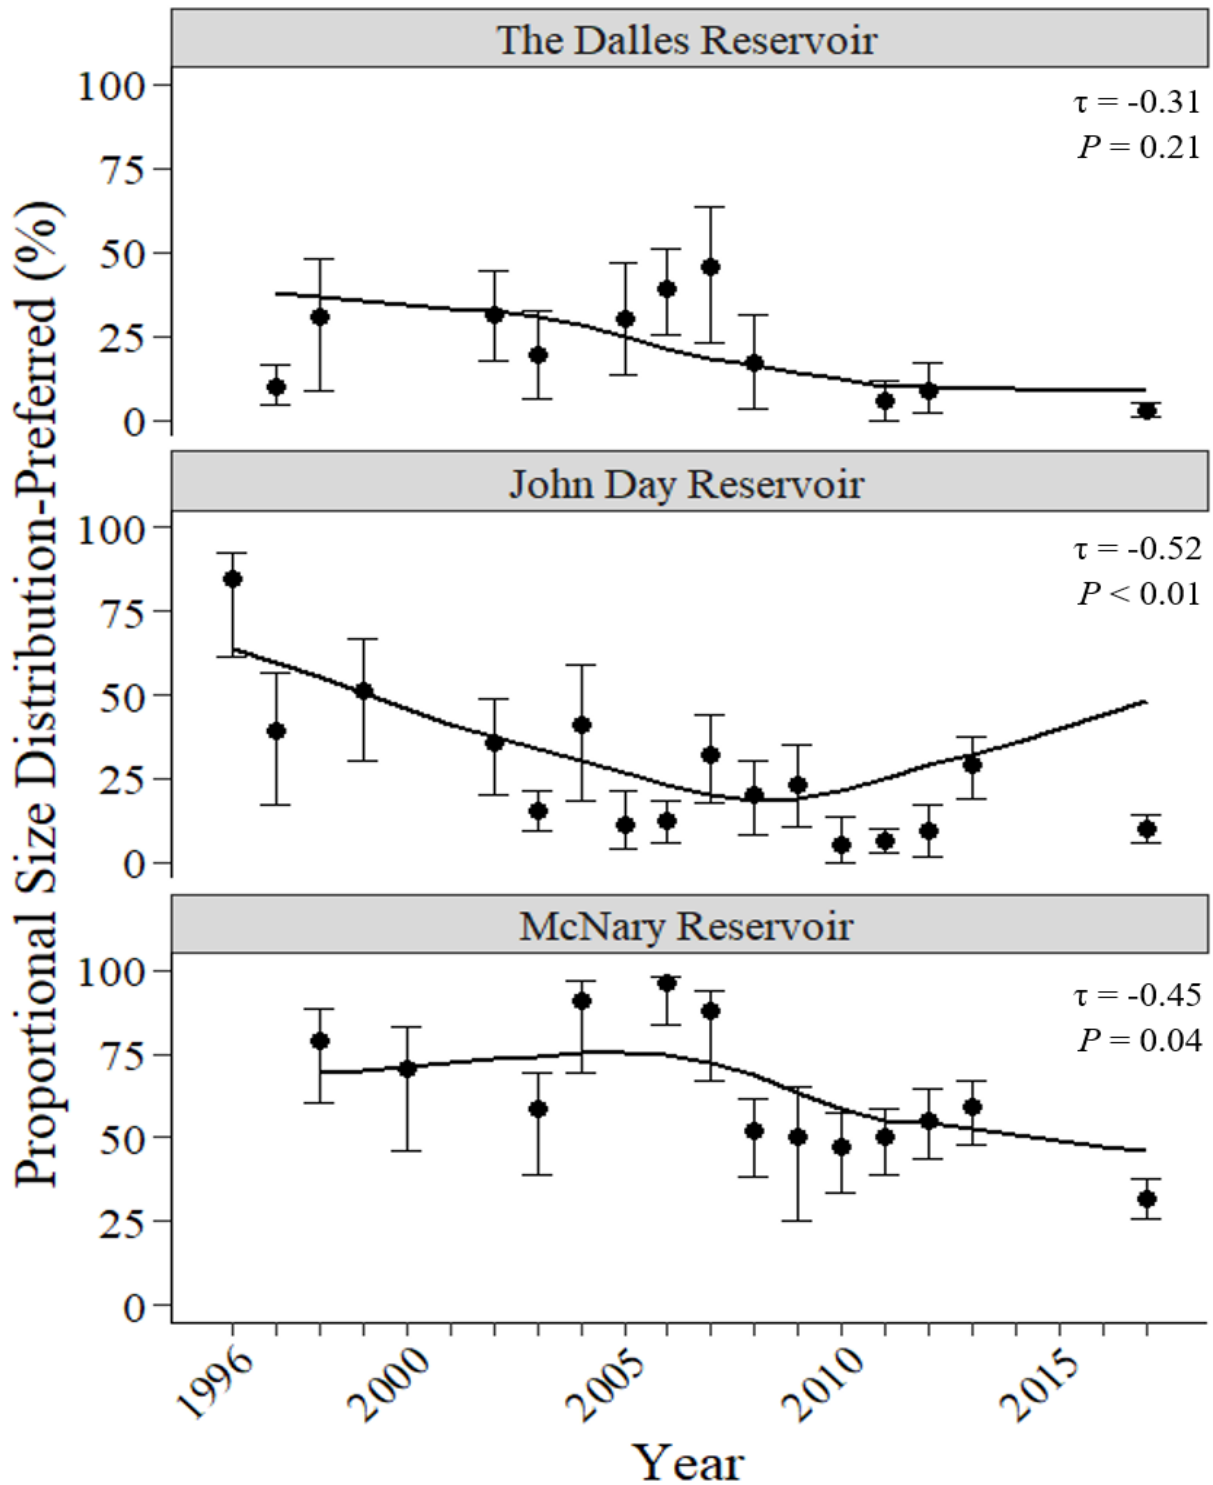 The Dalles Reservoir
τ = -0.31
P = 0.21
100
75
50
25
0
John Day Reservoir
τ = -0.52
P < 0.01
100
75
50
25
0
McNary Reservoir
τ = -0.45
P = 0.04
100
75
50
25
0
Proportional Size Distribution-Preferred (%)
1996
2000
2005
2010
2015
Year